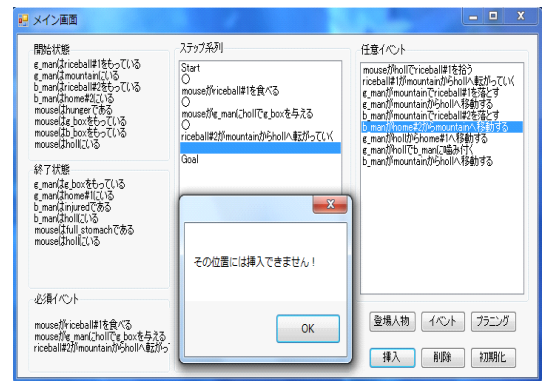 メイン画面
開始状態
g_manはriceball#1をもっている
g_manはmountainにいる
b_manはriceball#2をもっている
b_manはhome#2にいる
mouseはhungerである
mouseはg_boxをもっている
mouseはb_boxをもっている
mouseはhollにいる
終了状態
g_manはg_boxをもっている
g_manはhome#1にいる
b_manはinjuredである
b_manはhollにいる
mouseはfull_stomachである
mouseはhollにいる
必須イベント
mouseがriceball#1を食べる
mouseがg_manにhollでg_boxを与える
riceball#2がmountainからhollへ転がっ
ステップ系列
Start
○
mouseがriceball#1を食べる
○
mouseがg_manにhollでg_boxを与える
○
riceball#2がmountainからhollへ転がっていく
Goal
任意イベント
mouseがhollでriceball#1を拾う
riceball#1がmountainからhollへ転がっていく
g_manがmountainでriceball#1を落とす
g_manがmountainからhollへ移動する
b_manがmountainでriceball#2を落とす
b_manがhome#2からmountainへ移動する
g_manがhollからhome#1へ移動する
mouseがhollでb_manに噛み付く
b_manがmountainからhollへ移動する
その位置には挿入できません！
OK
登場人物 イベント プラニング
挿入 削除 初期化